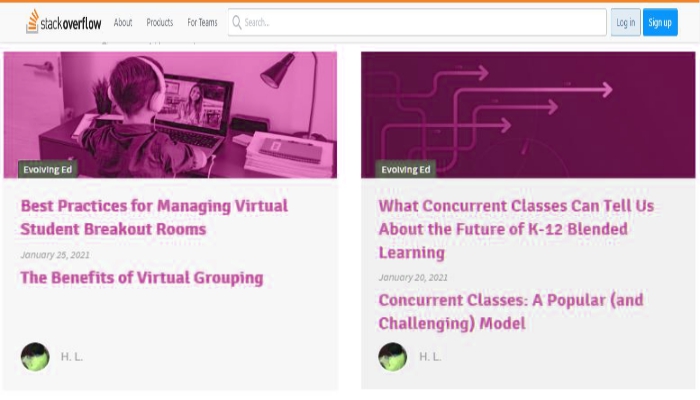 stackoverflow About Products For Teams Search... Log in Sign up
Evolving Ed
Best Practices for Managing Virtual
Student Breakout Rooms
January 25, 2021
The Benefits of Virtual Grouping
H. L.
Evolving Ed
What Concurrent Classes Can Tell Us
About the Future of K-12 Blended
Learning
January 20, 2021
Concurrent Classes: A Popular (and
Challenging) Model
H. L.